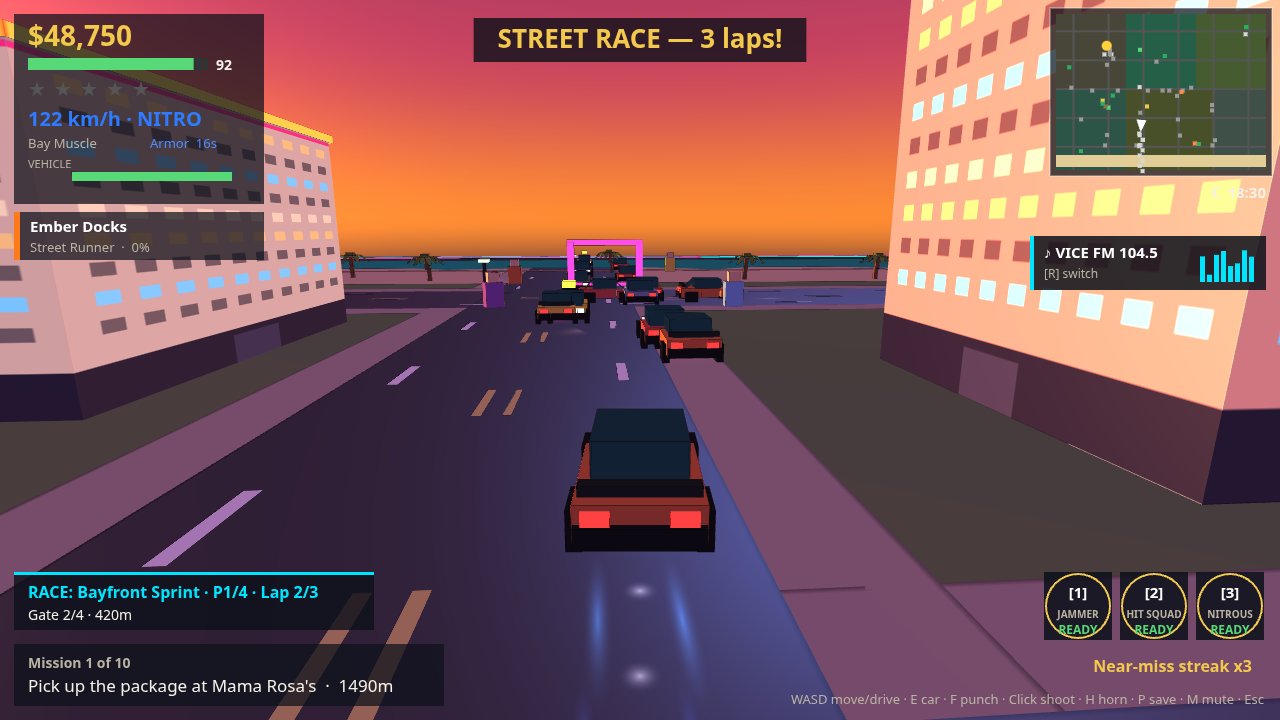 $48,750
92
★ ★ ★ ★ ★
122 km/h · NITRO
Bay Muscle Armor 16s
VEHICLE
Ember Docks
Street Runner · 0%
STREET RACE — 3 laps!
♪ VICE FM 104.5
[R] switch
RACE: Bayfront Sprint · P1/4 · Lap 2/3
Gate 2/4 · 420m
Mission 1 of 10
Pick up the package at Mama Rosa's · 1490m
[1] [2] [3]
JAMMER HIT SQUAD NITROUS
READY READY READY
Near-miss streak x3
WASD move/drive · E car · F punch · Click shoot · H horn · P save · M mute · Esc